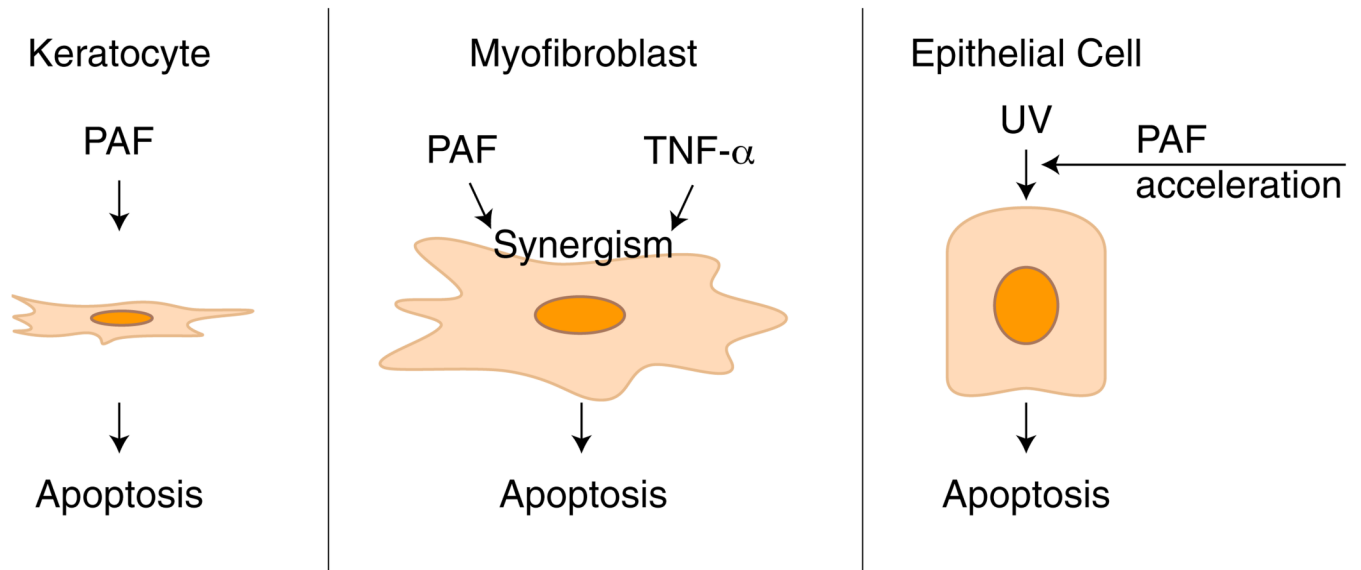 Keratocyte
PAF
Apoptosis
Myofibroblast
PAF
TNF-α
Synergism
Apoptosis
Epithelial Cell
UV
PAF
acceleration
Apoptosis